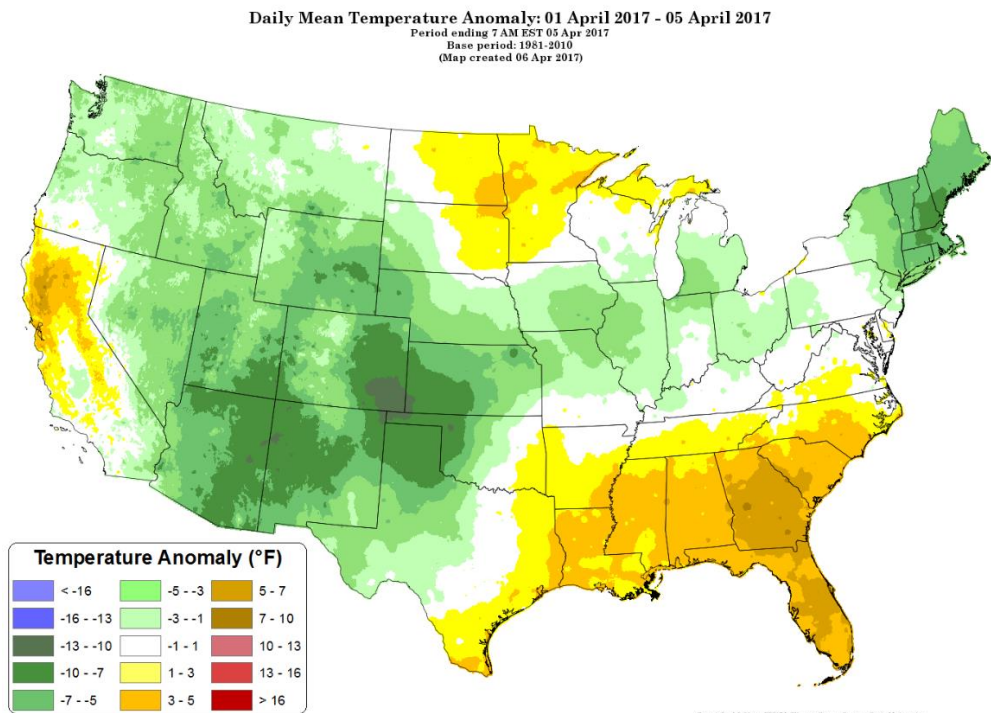 Daily Mean Temperature Anomaly: 01 April 2017 - 05 April 2017
Period ending 7 AM EST 05 Apr 2017
Base period: 1981-2010
(Map created 06 Apr 2017)
Temperature Anomaly (°F)
< -16 -5 - -3 5 - 7
-16 - -13 -3 - -1 7 - 10
-13 - -10 -1 - 1 10 - 13
-10 - -7 1 - 3 13 - 16
-7 - -5 3 - 5 > 16